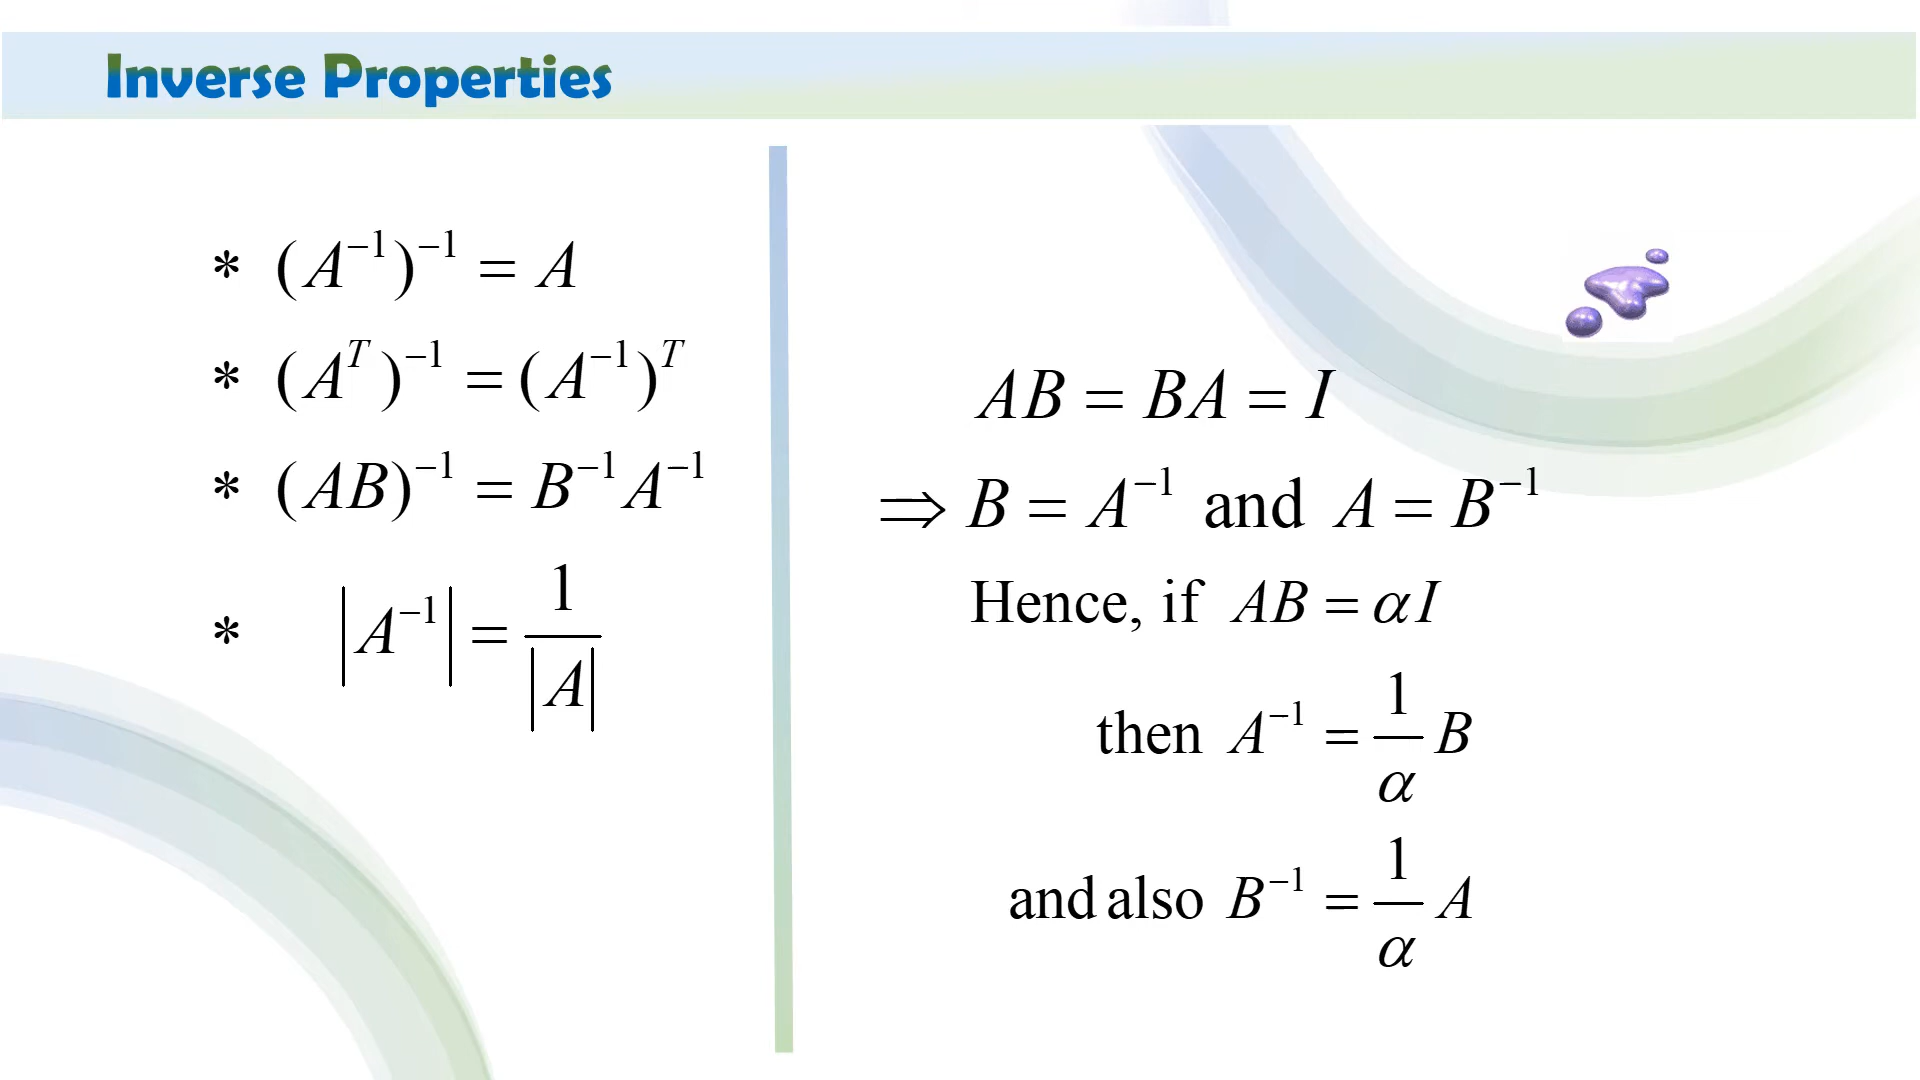 Inverse Properties
* (A⁻¹)⁻¹ = A
* (Aᵀ)⁻¹ = (A⁻¹)ᵀ
* (AB)⁻¹ = B⁻¹A⁻¹
* |A⁻¹| = 1/|A|
AB = BA = I
⇒ B = A⁻¹ and A = B⁻¹
Hence, if AB = αI
then A⁻¹ = 1/α B
and also B⁻¹ = 1/α A